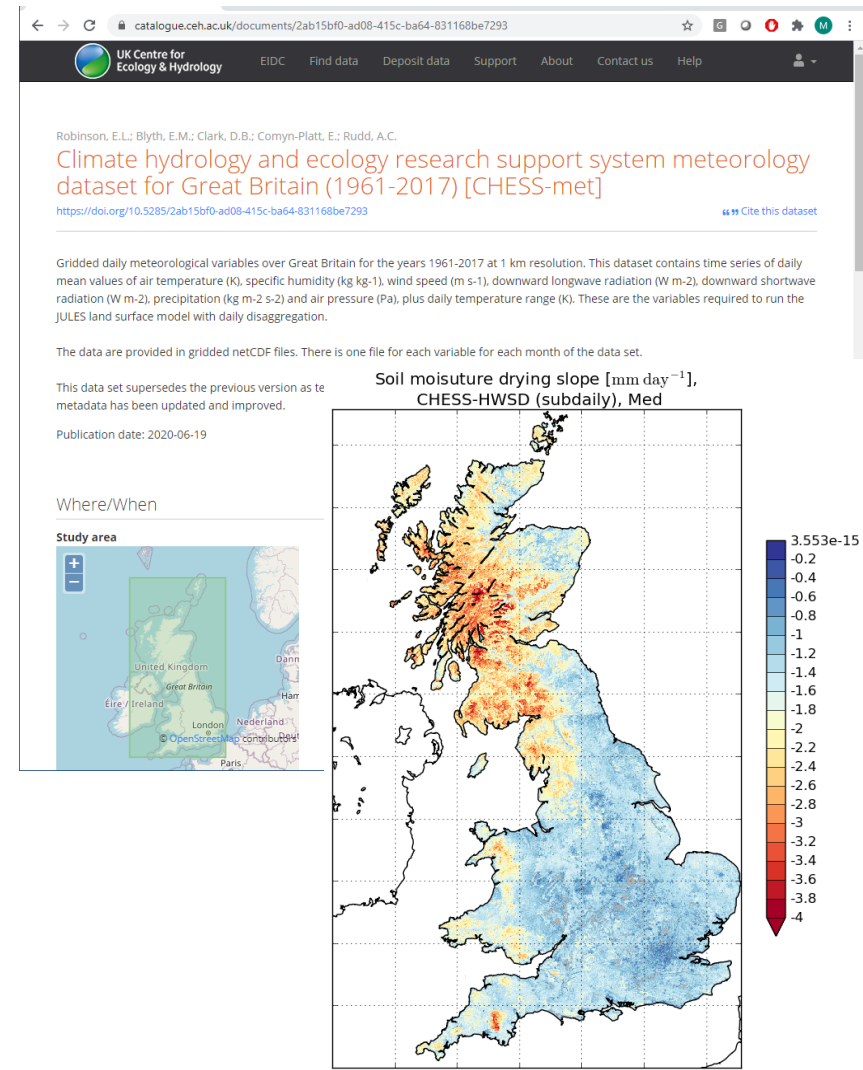 catalogue.ceh.ac.uk/documents/2ab15bf0-ad08-415c-ba64-831168be7293
G
M
UK Centre for
Ecology & Hydrology
EIDC Find data Deposit data Support About Contact us Help
Robinson, E.L.; Blyth, E.M.; Clark, D.B.; Comyn-Platt, E.; Rudd, A.C.
Climate hydrology and ecology research support system meteorology
dataset for Great Britain (1961-2017) [CHESS-met]
https://doi.org/10.5285/2ab15bf0-ad08-415c-ba64-831168be7293
Cite this dataset
Gridded daily meteorological variables over Great Britain for the years 1961-2017 at 1 km resolution. This dataset contains time series of daily
mean values of air temperature (K), specific humidity (kg kg-1), wind speed (m s-1), downward longwave radiation (W m-2), downward shortwave
radiation (W m-2), precipitation (kg m-2 s-2) and air pressure (Pa), plus daily temperature range (K). These are the variables required to run the
JULES land surface model with daily disaggregation.
The data are provided in gridded netCDF files. There is one file for each variable for each month of the data set.
This data set supersedes the previous version as te
metadata has been updated and improved.
Publication date: 2020-06-19
Where/When
Study area
+
−
United Kingdom
Great Britain
Éire / Ireland
London
Nederland
Dann
Ham
© OpenStreetMap contributors
Paris
Soil moisuture drying slope [mm day⁻¹],
CHESS-HWSD (subdaily), Med
3.553e-15
-0.2
-0.4
-0.6
-0.8
-1
-1.2
-1.4
-1.6
-1.8
-2
-2.2
-2.4
-2.6
-2.8
-3
-3.2
-3.4
-3.6
-3.8
-4